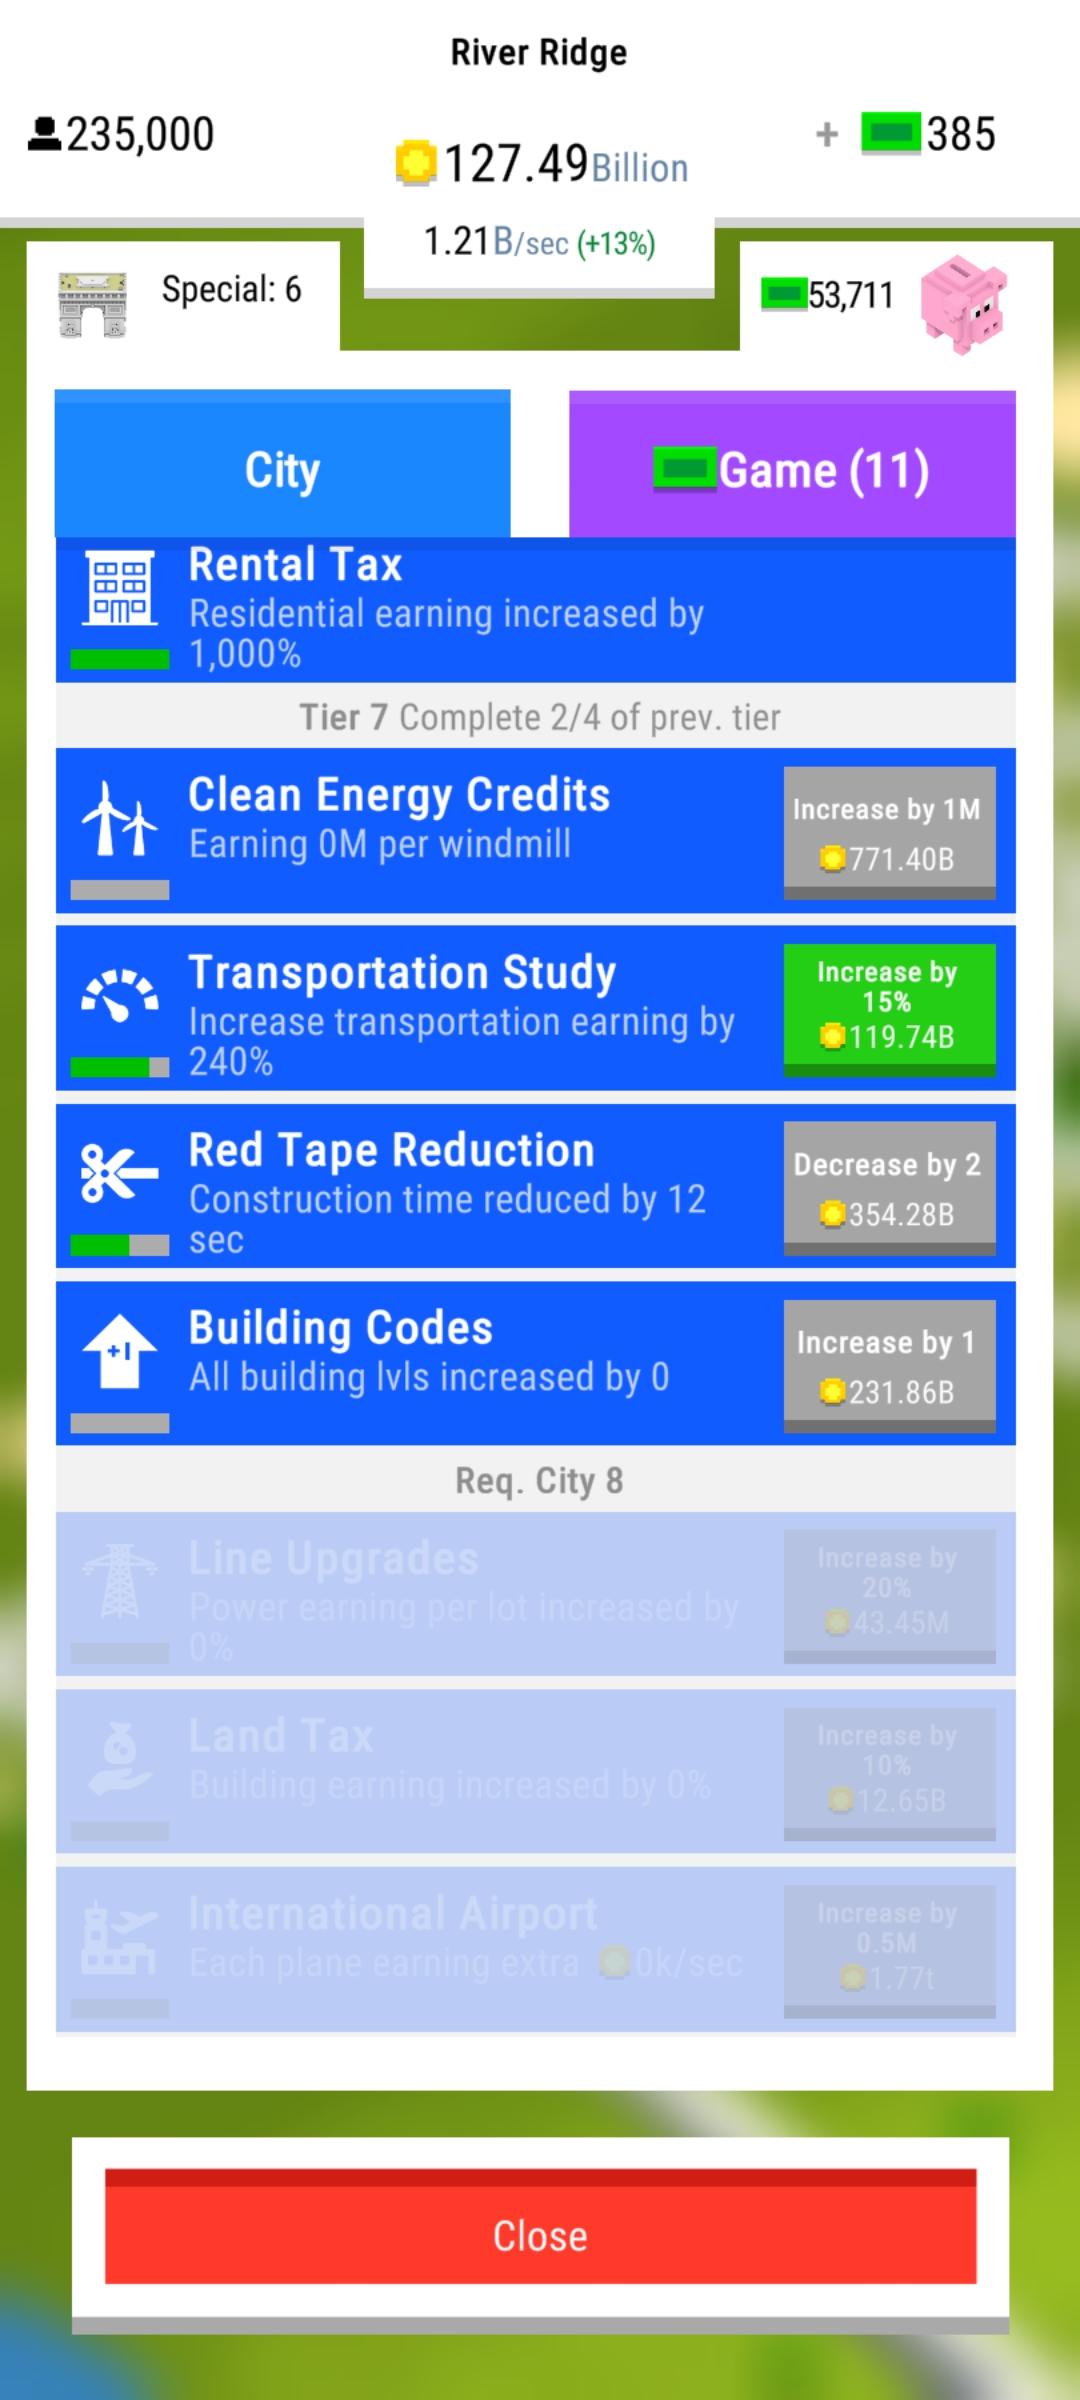 River Ridge
235,000
127.49Billion
+ 385
1.21B/sec (+13%)
Special: 6
53,711
City
Game (11)
Rental Tax
Residential earning increased by
1,000%
Tier 7 Complete 2/4 of prev. tier
Clean Energy Credits
Earning 0M per windmill
Increase by 1M
771.40B
Transportation Study
Increase transportation earning by
240%
Increase by
15%
119.74B
Red Tape Reduction
Construction time reduced by 12
sec
Decrease by 2
354.28B
+1
Building Codes
All building lvls increased by 0
Increase by 1
231.86B
Req. City 8
Line Upgrades
Power earning per lot increased by
0%
Increase by
20%
43.45M
Land Tax
Building earning increased by 0%
Increase by
10%
12.65B
International Airport
Each plane earning extra 0k/sec
Increase by
0.5M
1.77t
Close